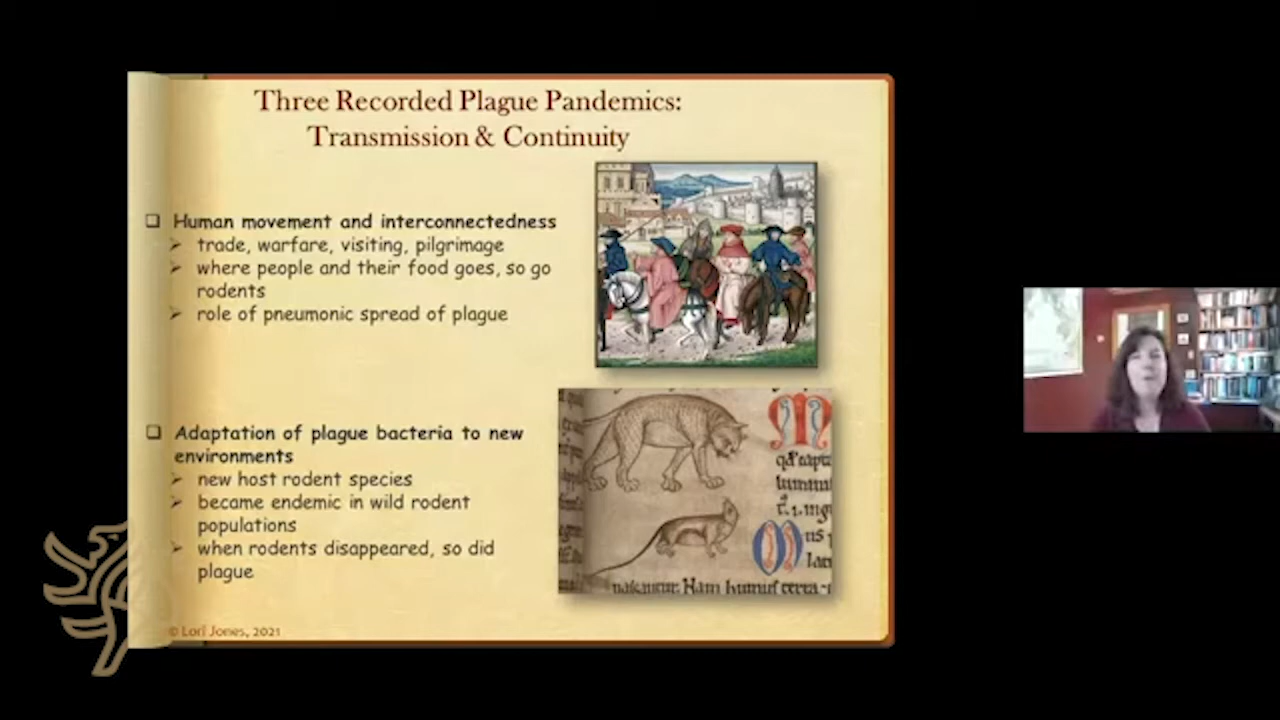 Three Recorded Plague Pandemics:
Transmission & Continuity
Human movement and interconnectedness
trade, warfare, visiting, pilgrimage
where people and their food goes, so go
rodents
role of pneumonic spread of plague
Adaptation of plague bacteria to new
environments
new host rodent species
became endemic in wild rodent
populations
when rodents disappeared, so did
plague
© Lori Jones, 2021